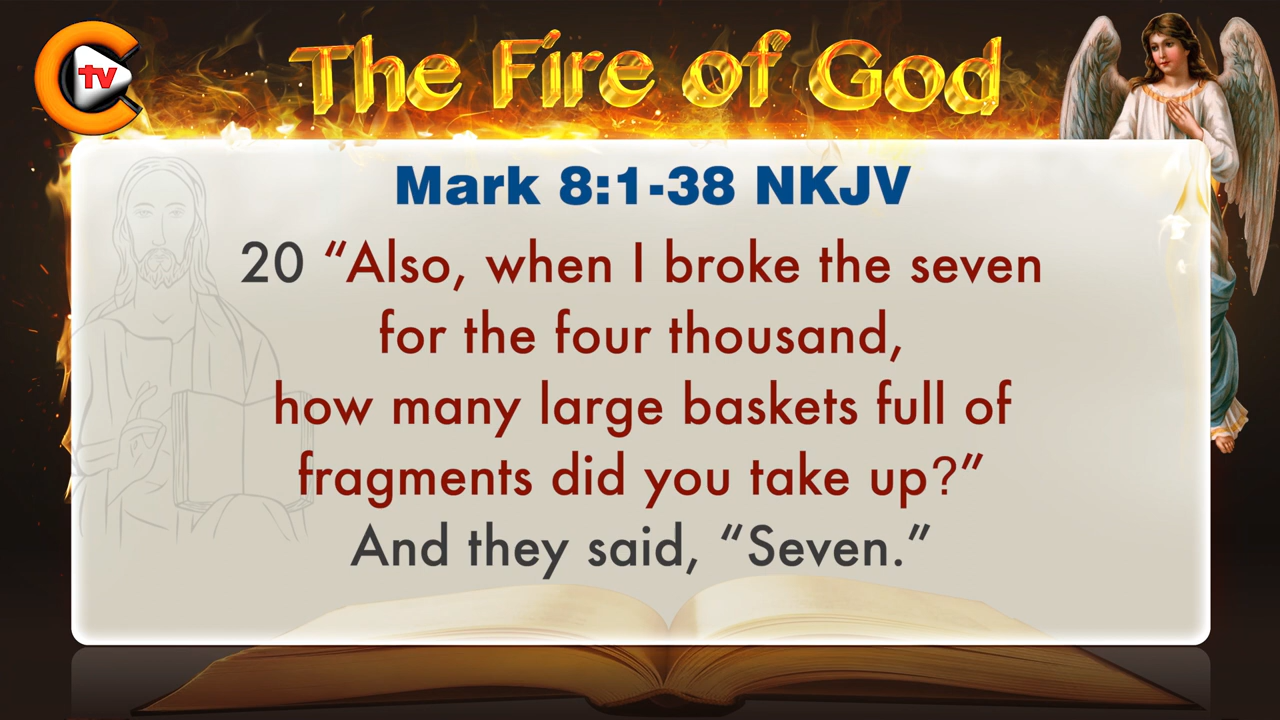 tv
The Fire of God
Mark 8:1-38 NKJV
20 “Also, when I broke the seven
for the four thousand,
how many large baskets full of
fragments did you take up?”
And they said, “Seven.”